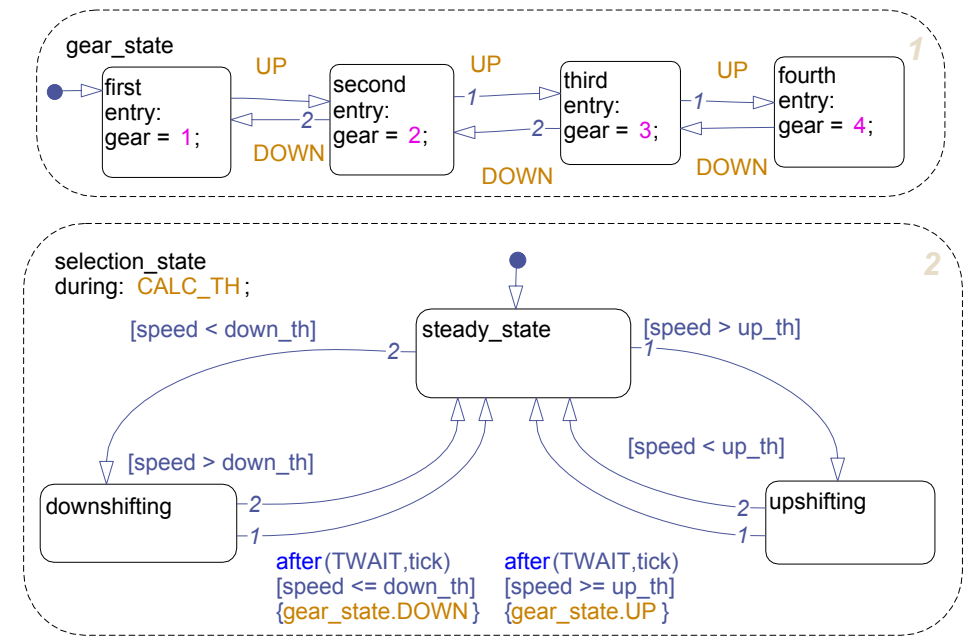 gear_state
1
first
entry:
gear = 1;
UP
second
entry:
gear = 2;
UP
third
entry:
gear = 3;
UP
fourth
entry:
gear = 4;
1
1
2
2
DOWN
DOWN
DOWN
selection_state
during: CALC_TH;
2
[speed < down_th]
steady_state
[speed > up_th]
2
1
[speed > down_th]
[speed < up_th]
downshifting
2
1
upshifting
2
1
after(TWAIT,tick)
[speed <= down_th]
{gear_state.DOWN}
after(TWAIT,tick)
[speed >= up_th]
{gear_state.UP}